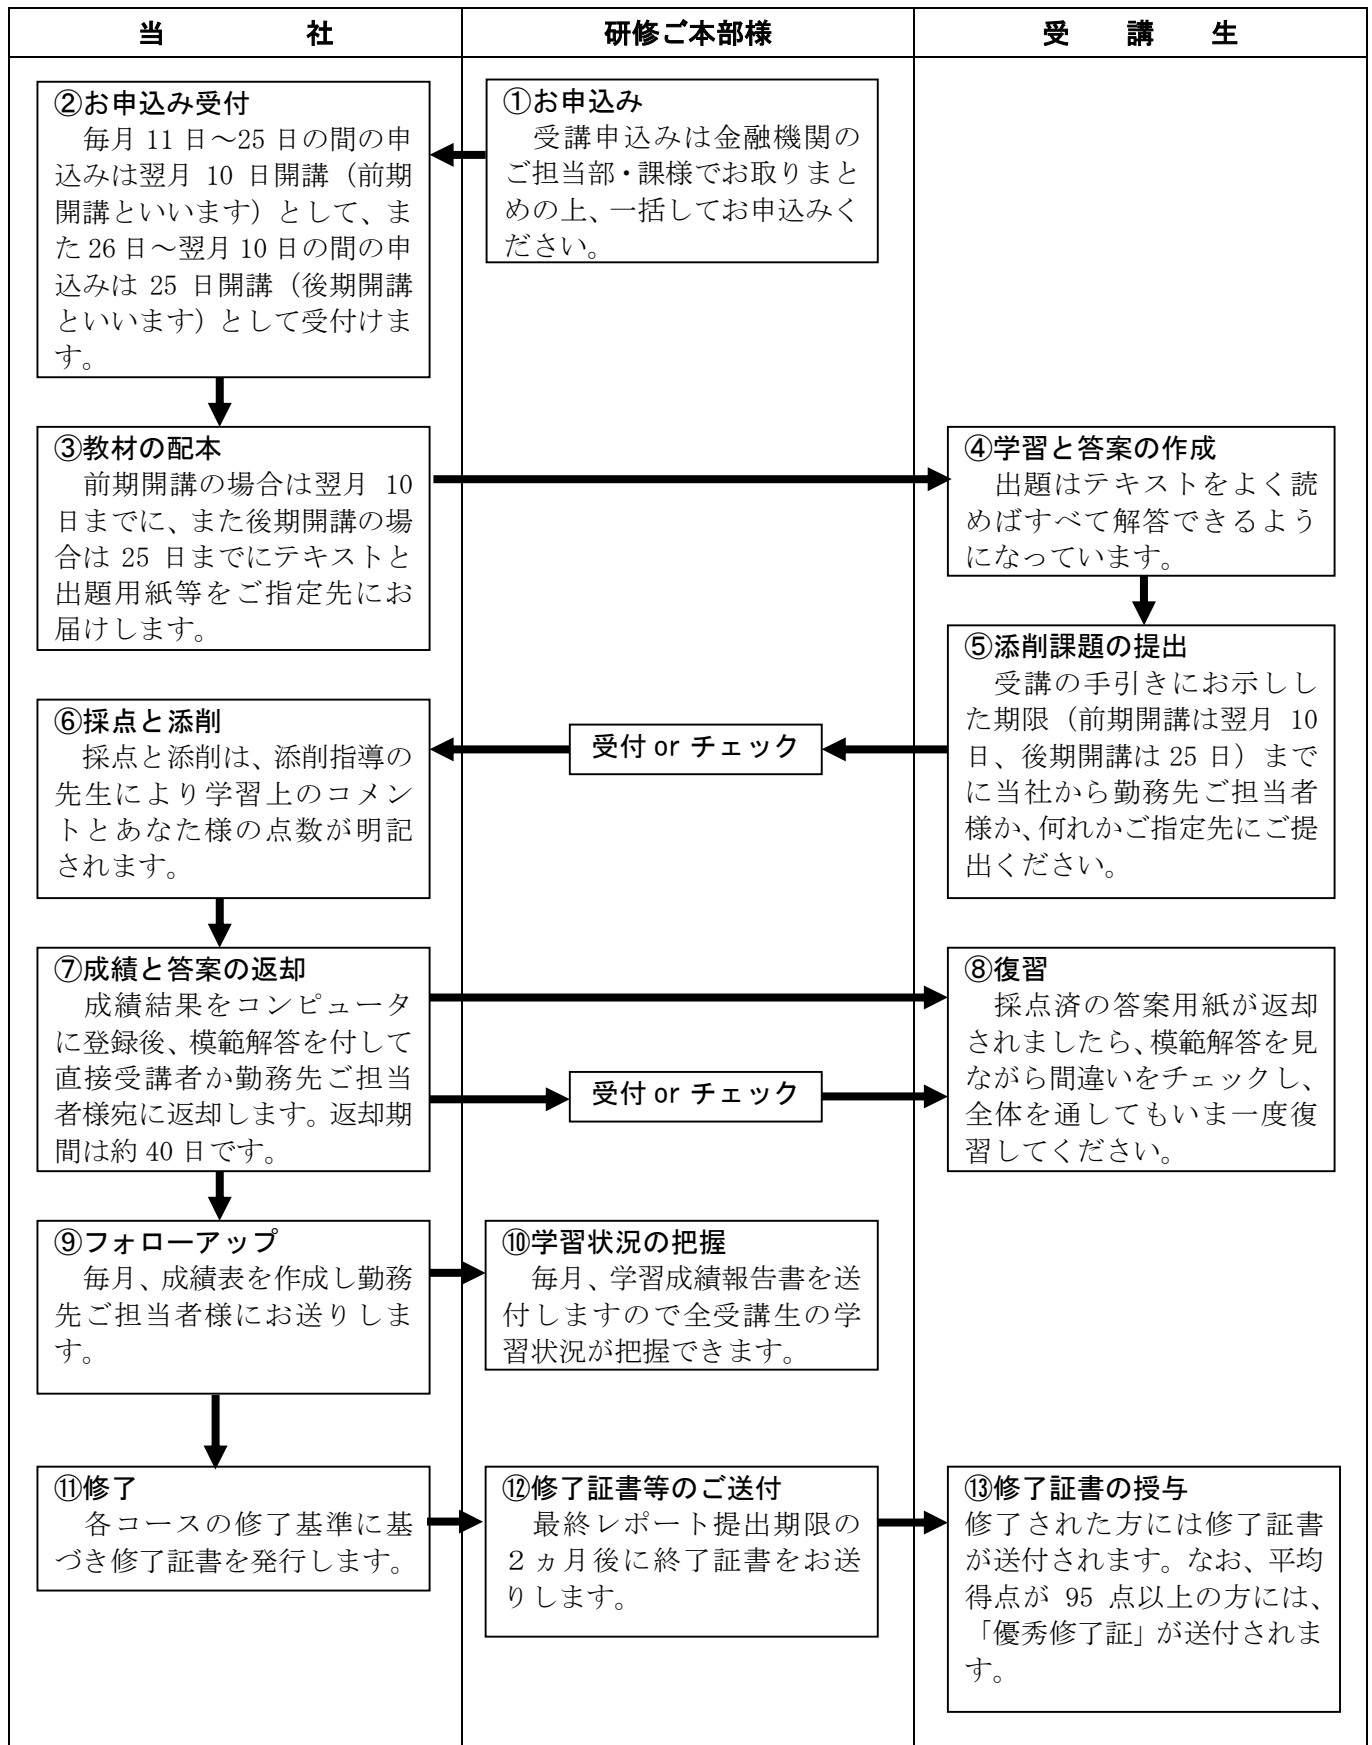 当　社
研修ご本部様
受　講　生
②お申込み受付
毎月 11 日～25 日の間の申
込みは翌月 10 日開講（前期
開講といいます）として、ま
た 26 日～翌月 10 日の間の申
込みは 25 日開講（後期開講
といいます）として受付けま
す。
①お申込み
受講申込みは金融機関の
ご担当部・課様でお取りまと
めの上、一括してお申込みく
ださい。
③教材の配本
前期開講の場合は翌月 10
日までに、また後期開講の場
合は 25 日までにテキストと
出題用紙等をご指定先にお
届けします。
④学習と答案の作成
出題はテキストをよく読
めばすべて解答できるよう
になっています。
⑤添削課題の提出
受講の手引きにお示しし
た期限（前期開講は翌月 10
日、後期開講は 25 日）まで
に当社から勤務先ご担当者
様か、何れかご指定先にご提
出ください。
受付 or チェック
⑥採点と添削
採点と添削は、添削指導の
先生により学習上のコメン
トとあなた様の点数が明記
されます。
⑦成績と答案の返却
成績結果をコンピュータ
に登録後、模範解答を付して
直接受講者か勤務先ご担当
者様宛に返却します。返却期
間は約 40 日です。
受付 or チェック
⑧復習
採点済の答案用紙が返却
されましたら、模範解答を見
ながら間違いをチェックし、
全体を通してもいま一度復
習してください。
⑨フォローアップ
毎月、成績表を作成し勤務
先ご担当者様にお送りしま
す。
⑩学習状況の把握
毎月、学習成績報告書を送
付しますので全受講生の学
習状況が把握できます。
⑪修了
各コースの修了基準に基
づき修了証書を発行します。
⑫修了証書等のご送付
最終レポート提出期限の
２ヵ月後に終了証書をお送
りします。
⑬修了証書の授与
修了された方には修了証書
が送付されます。なお、平均
得点が 95 点以上の方には、
「優秀修了証」が送付されま
す。